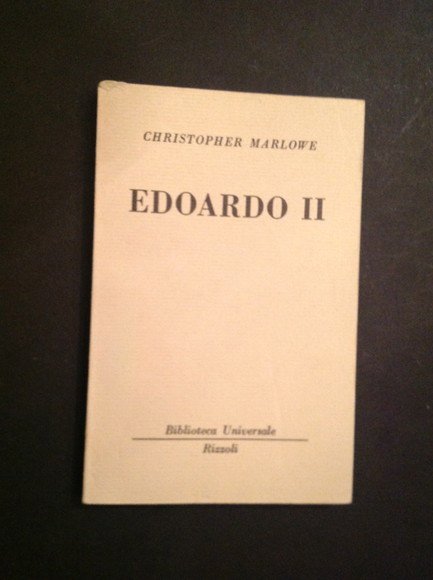 CHRISTOPHER MARLOWE
EDOARDO II
Biblioteca Universale
Rizzoli